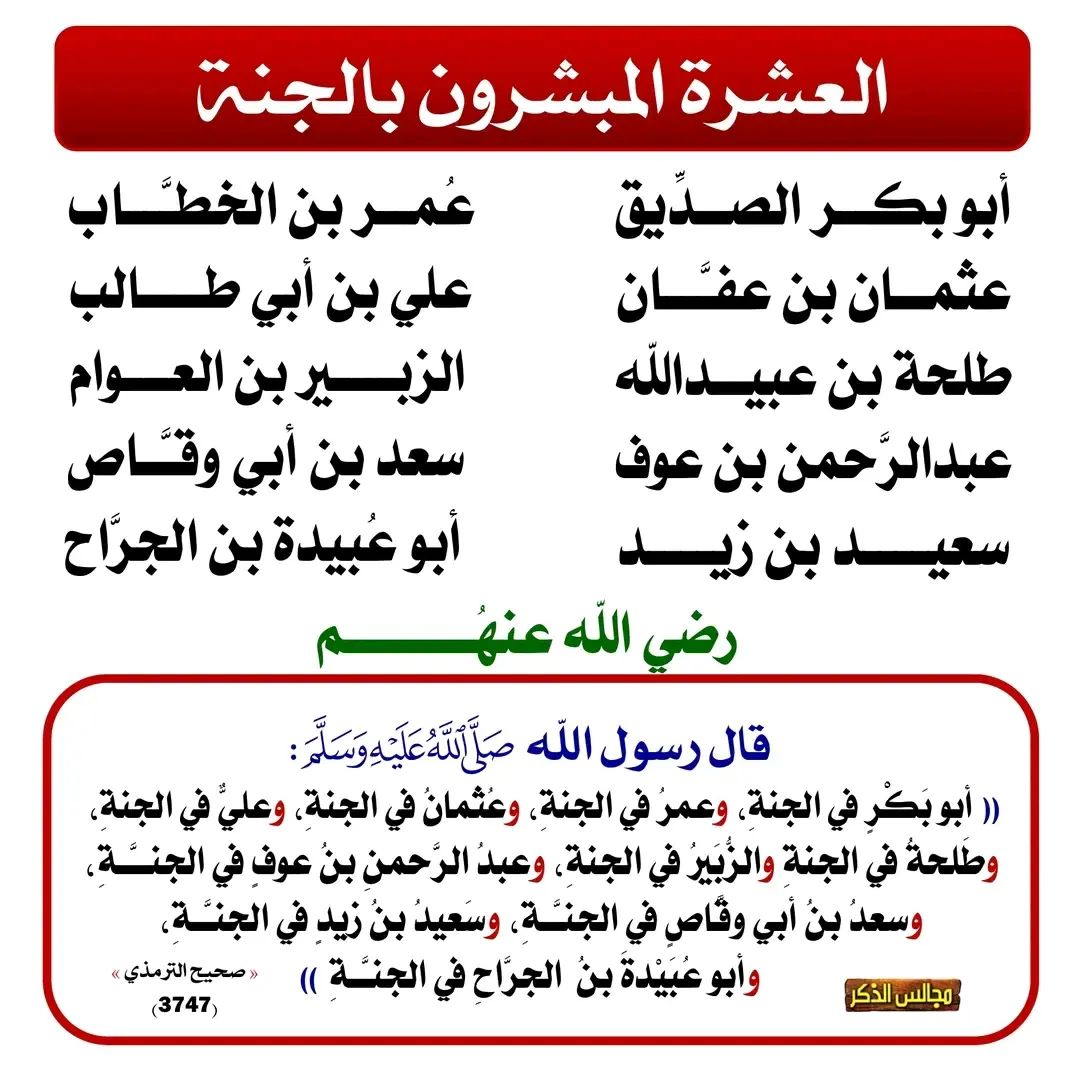 العشرة المبشرون بالجنة
أبو بكر الصدِّيق
عُمر بن الخطَّاب
عثمان بن عفَّان
علي بن أبي طالب
طلحة بن عبيدالله
الزبير بن العوام
عبدالرَّحمن بن عوف
سعد بن أبي وقَّاص
سعيد بن زيد
أبو عُبيدة بن الجرَّاح
رضي الله عنهُم
قال رسول الله صَلَّى اللَّهُ عَلَيْهِ وَسَلَّمَ :
(( أبو بَكْرٍ في الجنةِ، وعمرُ في الجنةِ، وعُثمانُ في الجنةِ، وعليٌّ في الجنةِ،
وطَلحةُ في الجنةِ والزُّبَيرُ في الجنةِ، وعبدُ الرَّحمنِ بنُ عوفٍ في الجنَّةِ،
وسعدُ بنُ أبي وقَّاصٍ في الجنَّةِ، وسَعيدُ بنُ زيدٍ في الجنَّةِ،
وأبو عُبَيْدةَ بنُ الجرَّاحِ في الجنَّةِ ))
« صحيح الترمذي »
(3747)
مجالس الذكر